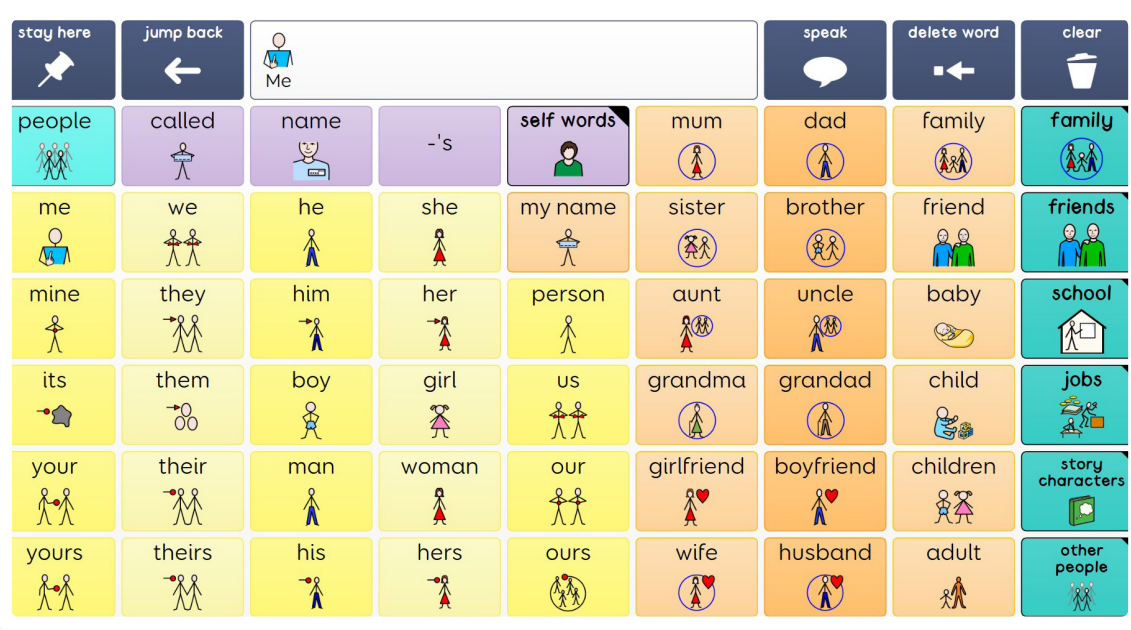 stay here
jump back
Me
speak
delete word
clear
people
called
name
-'s
self words
mum
dad
family
family
me
we
he
she
my name
sister
brother
friend
friends
mine
they
him
her
person
aunt
uncle
baby
school
its
them
boy
girl
us
grandma
grandad
child
jobs
your
their
man
woman
our
girlfriend
boyfriend
children
story
characters
yours
theirs
his
hers
ours
wife
husband
adult
other
people